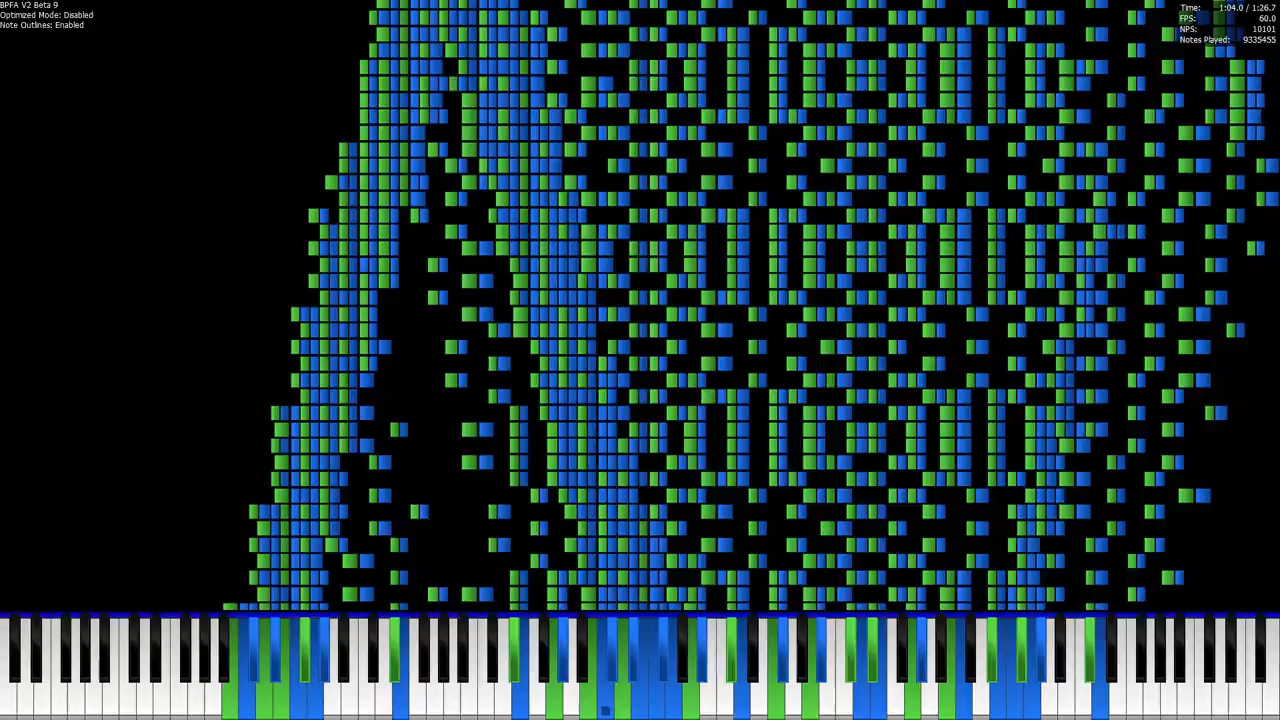 BPFA V2 Beta 9
Optimized Mode: Disabled
Note Outlines: Enabled
Time: 1:04.0 / 1:26.7
FPS: 60.0
NPS: 10101
Notes Played: 9335455